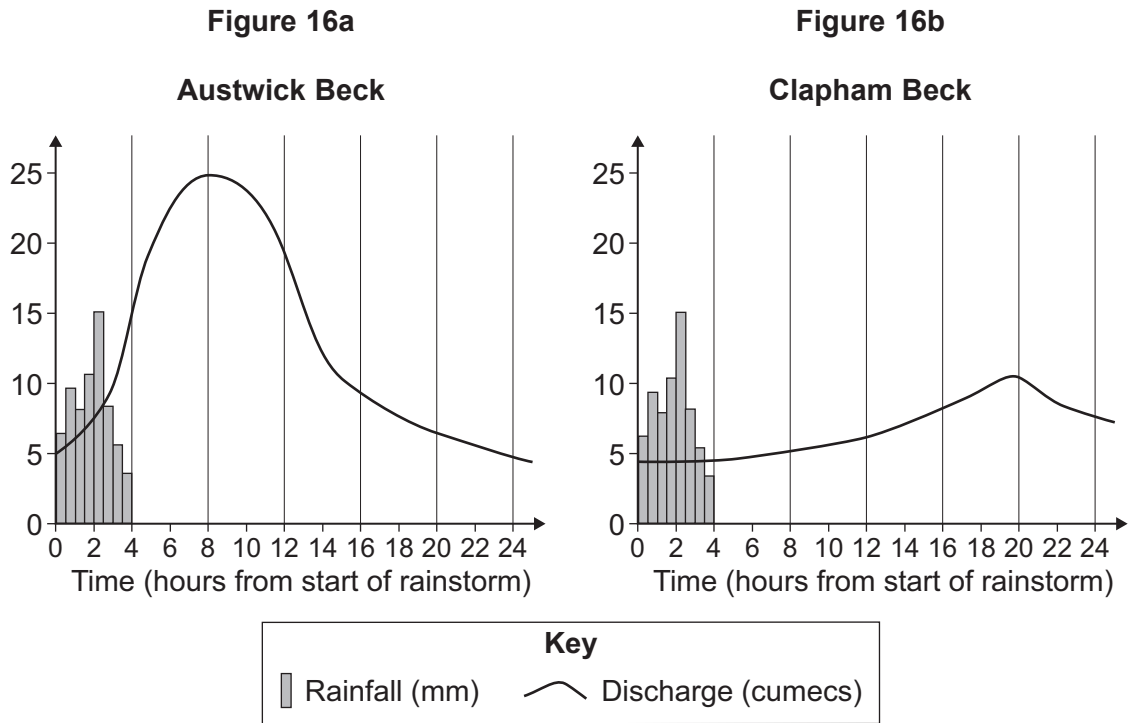 Figure 16a
Austwick Beck
25
20
15
10
5
0
0 2 4 6 8 10 12 14 16 18 20 22 24
Time (hours from start of rainstorm)
Figure 16b
Clapham Beck
25
20
15
10
5
0
0 2 4 6 8 10 12 14 16 18 20 22 24
Time (hours from start of rainstorm)
Key
Rainfall (mm) Discharge (cumecs)